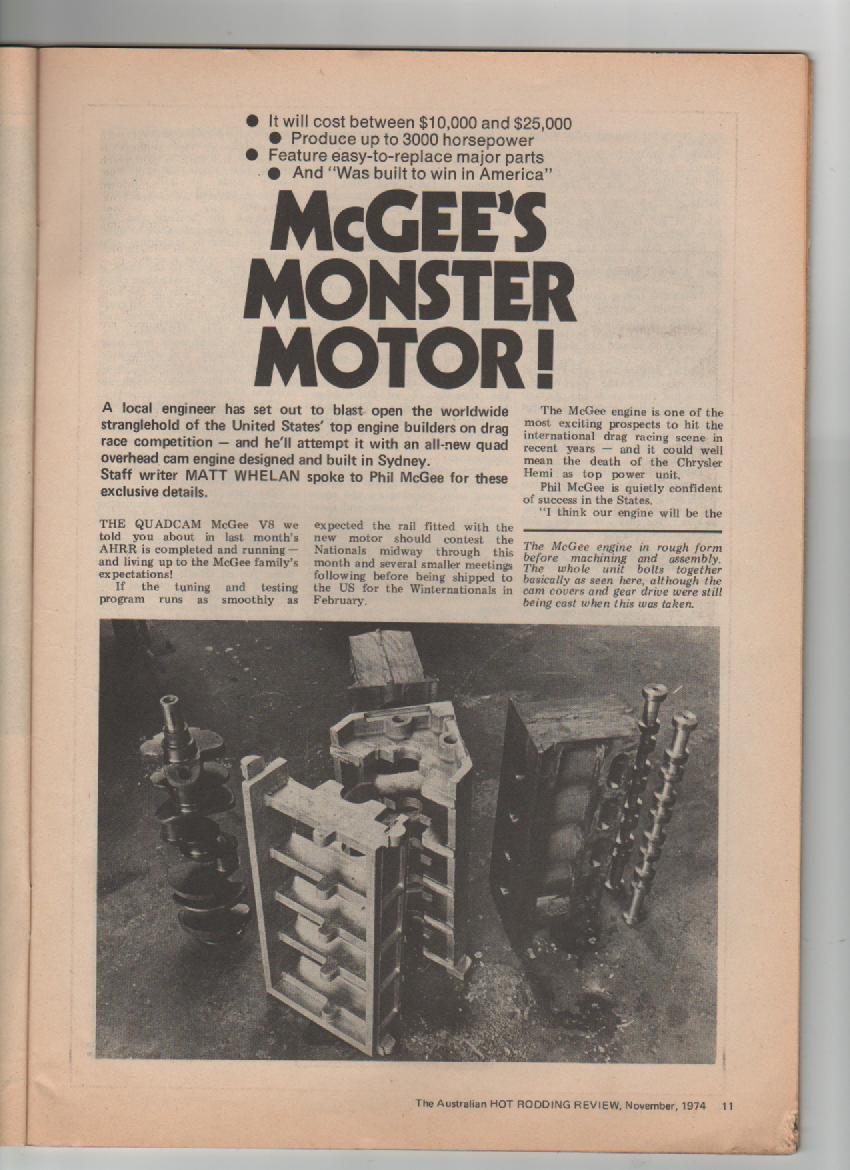 ● It will cost between $10,000 and $25,000
● Produce up to 3000 horsepower
● Feature easy-to-replace major parts
● And "Was built to win in America"
McGEE'S
MONSTER
MOTOR!
A local engineer has set out to blast open the worldwide
stranglehold of the United States' top engine builders on drag
race competition — and he'll attempt it with an all-new quad
overhead cam engine designed and built in Sydney.
Staff writer MATT WHELAN spoke to Phil McGee for these
exclusive details.
THE QUADCAM McGee V8 we
told you about in last month's
AHRR is completed and running —
and living up to the McGee family's
expectations!
If the tuning and testing
program runs as smoothly as
expected the rail fitted with the
new motor should contest the
Nationals midway through this
month and several smaller meetings
following before being shipped to
the US for the Winternationals in
February.
The McGee engine is one of the
most exciting prospects to hit the
international drag racing scene in
recent years — and it could well
mean the death of the Chrysler
Hemi as top power unit.
Phil McGee is quietly confident
of success in the States.
"I think our engine will be the
The McGee engine in rough form
before machining and assembly.
The whole unit bolts together
basically as seen here, although the
cam covers and gear drive were still
being cast when this was taken.
The Australian HOT RODDING REVIEW, November, 1974 11